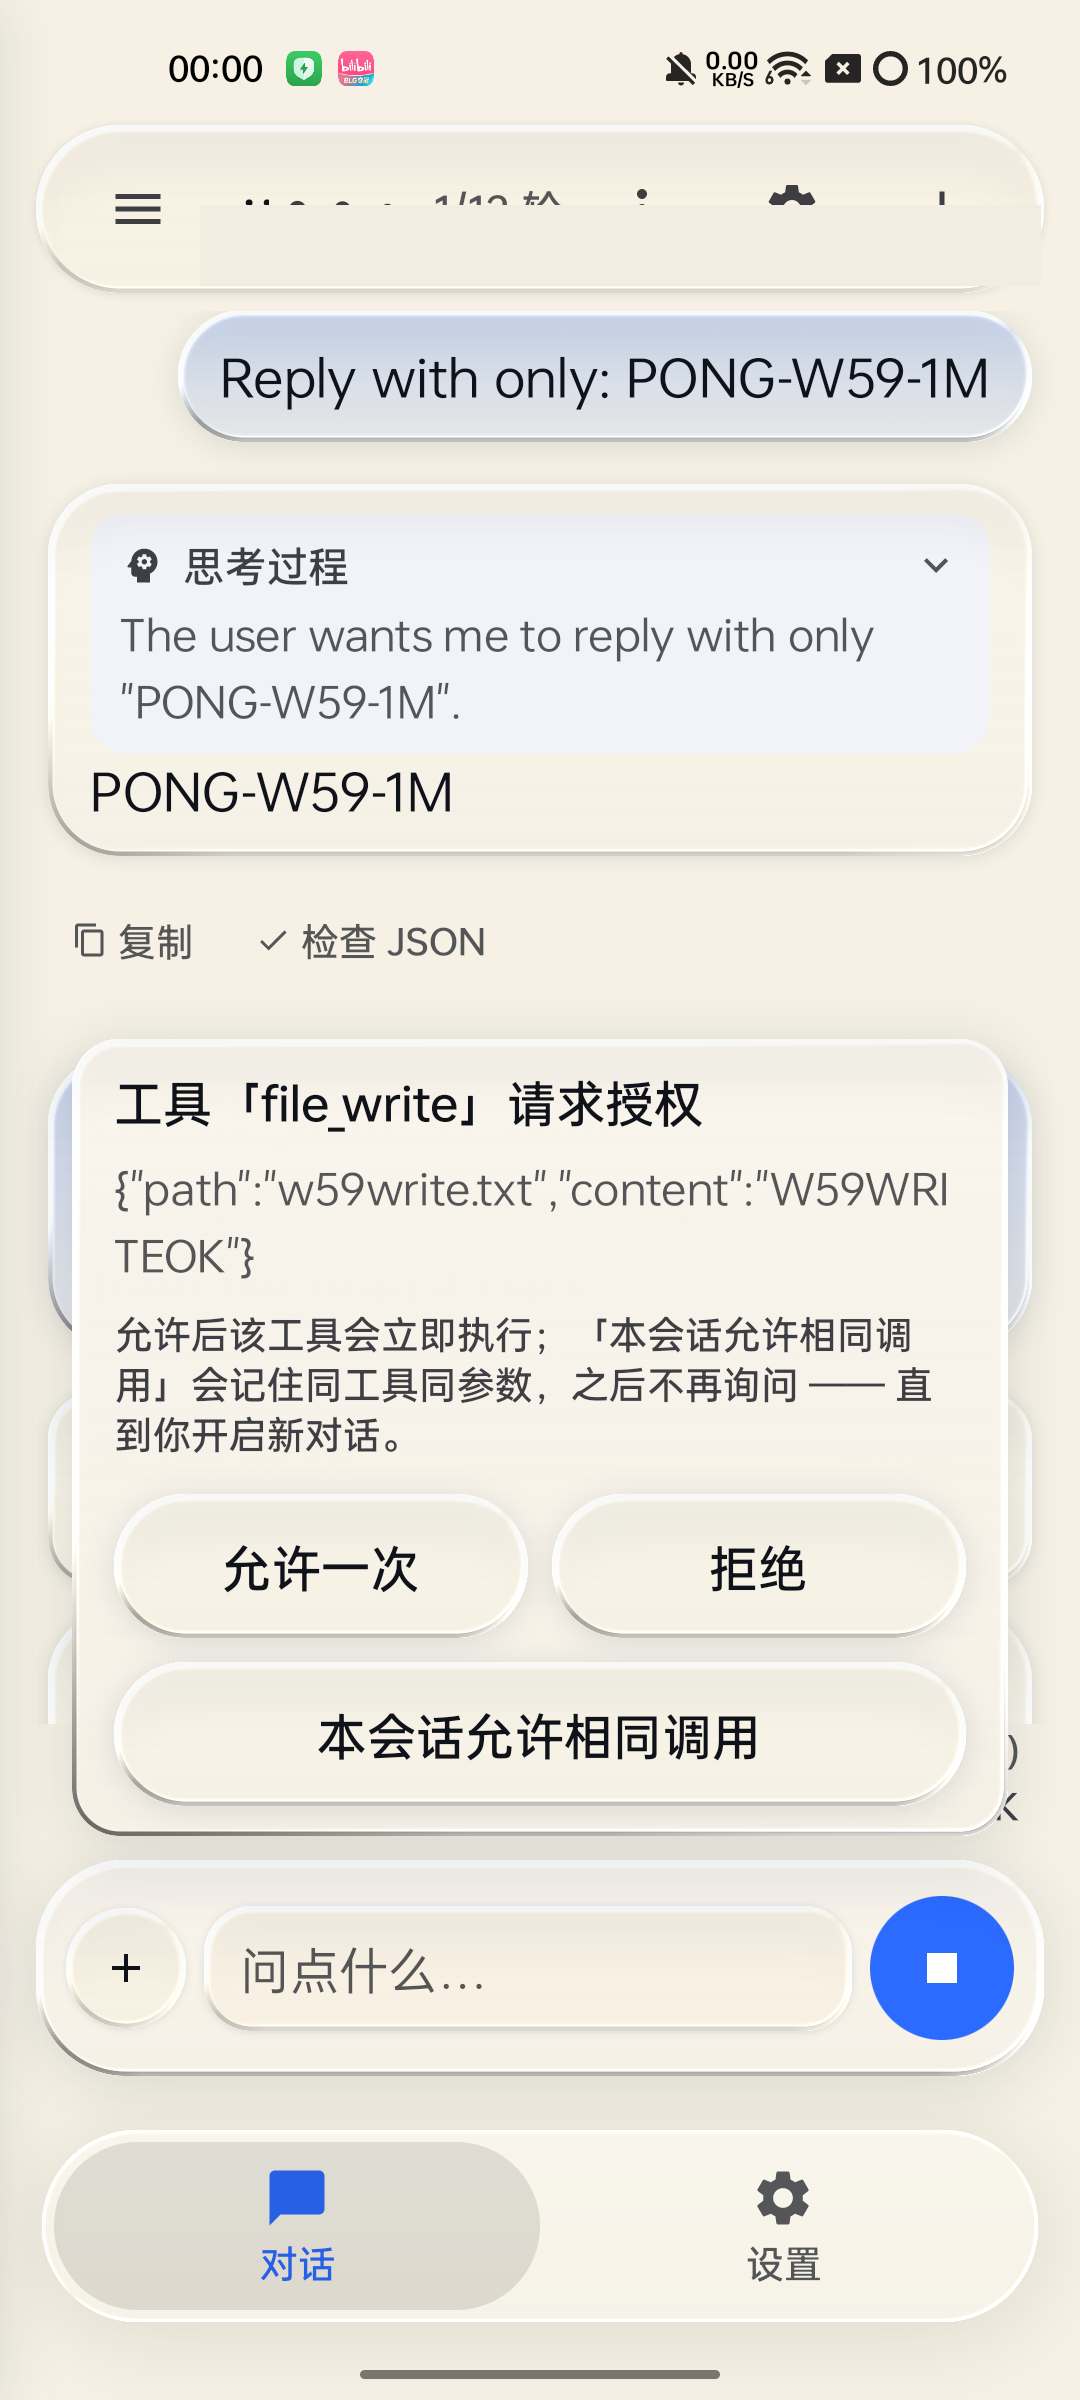 00:00
0.00
KB/S
100%
Reply with only: PONG-W59-1M
思考过程
The user wants me to reply with only
"PONG-W59-1M".
PONG-W59-1M
复制
检查 JSON
工具「file_write」请求授权
{"path":"w59write.txt","content":"W59WRI
TEOK"}
允许后该工具会立即执行；「本会话允许相同调
用」会记住同工具同参数，之后不再询问 —— 直
到你开启新对话。
允许一次
拒绝
本会话允许相同调用
)
K
问点什么…
对话
设置